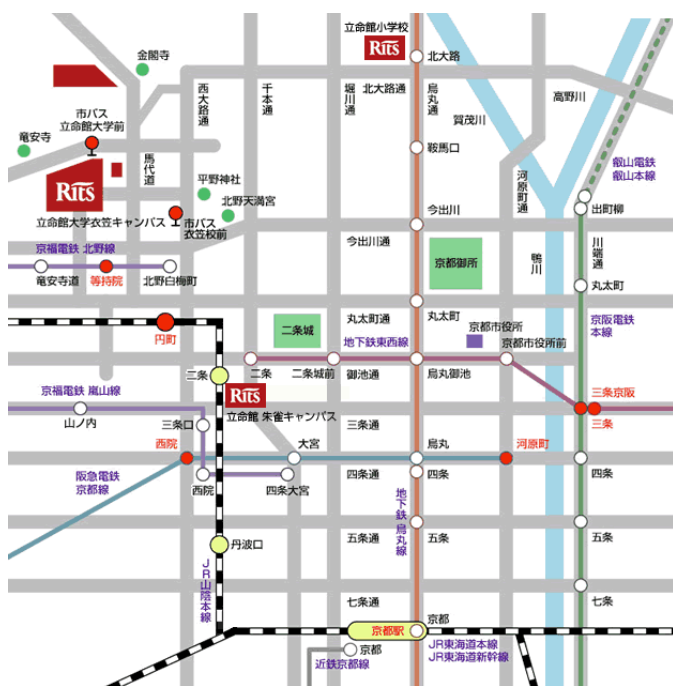 立命館小学校
Rits
北大路
金閣寺
西大路通
千本通
堀川通
北大路通
烏丸通
賀茂川
高野川
市バス
立命館大学前
竜安寺
馬代道
鞍馬口
叡山電鉄
叡山本線
Rits
平野神社
北野天満宮
河原町通
立命館大学衣笠キャンパス
市バス
衣笠校前
今出川
今出川通
出町柳
京福電鉄 北野線
竜安寺道
等持院
北野白梅町
京都御所
鴨川
川端通
丸太町
丸太町通
丸太町
円町
二条城
地下鉄東西線
京都市役所
京都市役所前
京阪電鉄
本線
二条
二条
二条城前
御池通
烏丸御池
Rits
立命館 朱雀キャンパス
京福電鉄 嵐山線
山ノ内
三条口
三条通
三条京阪
三条
西院
大宮
烏丸
河原町
阪急電鉄
京都線
西院
四条大宮
四条通
四条
四条
地下鉄 烏丸線
五条通
五条
五条
丹波口
JR山陰本線
七条通
七条
京都駅
京都
近鉄京都線
京都
JR東海道本線
JR東海道新幹線